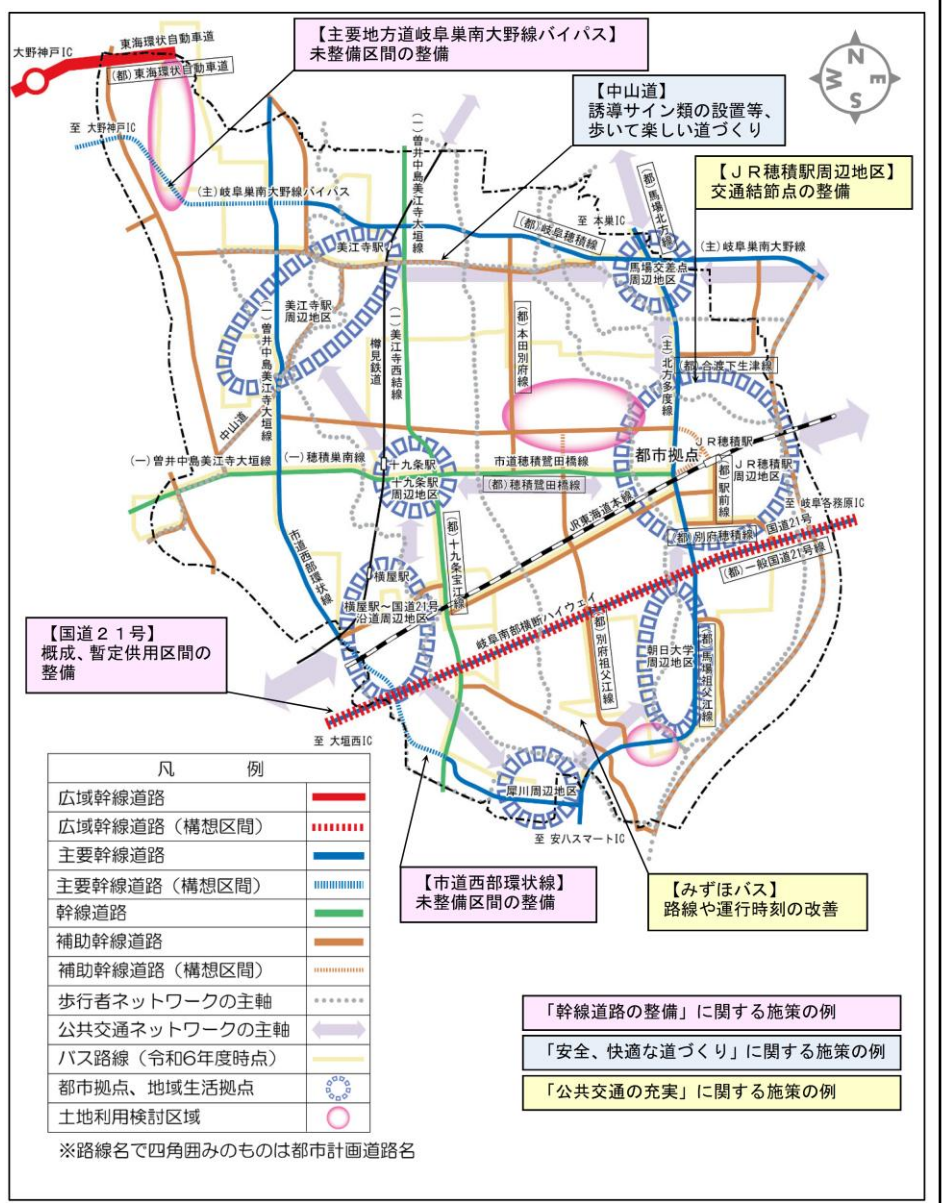 【主要地方道岐阜巣南大野線バイパス】
未整備区間の整備
大野神戸IC
東海環状自動車道
(都)東海環状自動車道
N
E
S
W
【中山道】
誘導サイン類の設置等、
歩いて楽しい道づくり
【JR穂積駅周辺地区】
交通結節点の整備
至 大野神戸IC
(主)岐阜巣南大野線バイパス
(一)曽井中島美江寺大垣線
至 本巣IC
(都)馬場北方線
(都)岐阜穂積線
(主)岐阜巣南大野線
美江寺駅
馬場交差点
周辺地区
美江寺駅
周辺地区
(一)曽井中島美江寺大垣線
樽見鉄道
(一)美江寺西結線
(都)本田別府線
(主)北方多度線
(都)合渡下生津線
中山道
JR穂積駅
(一)曽井中島美江寺大垣線
(一)穂積巣南線
十九条駅
十九条駅
周辺地区
市道穂積鷺田橋線
(都)穂積鷺田橋線
都市拠点
JR穂積駅
周辺地区
(都)駅前線
至 岐阜各務原IC
JR東海道本線
国道21号
(都)別府穂積線
(都)一般国道21号線
市道西部環状線
(都)十九条宝江線
横屋駅
横屋駅~国道21号
沿道周辺地区
岐阜南部横断ハイウェイ
(都)別府祖父江線
朝日大学
周辺地区
(都)馬場祖父江線
【国道21号】
概成、暫定供用区間の
整備
至 大垣西IC
犀川周辺地区
至 安八スマートIC
凡 例
広域幹線道路
広域幹線道路(構想区間)
主要幹線道路
主要幹線道路(構想区間)
幹線道路
補助幹線道路
補助幹線道路(構想区間)
歩行者ネットワークの主軸
公共交通ネットワークの主軸
バス路線(令和6年度時点)
都市拠点、地域生活拠点
土地利用検討区域
※路線名で四角囲みのものは都市計画道路名
【市道西部環状線】
未整備区間の整備
【みずほバス】
路線や運行時刻の改善
「幹線道路の整備」に関する施策の例
「安全、快適な道づくり」に関する施策の例
「公共交通の充実」に関する施策の例